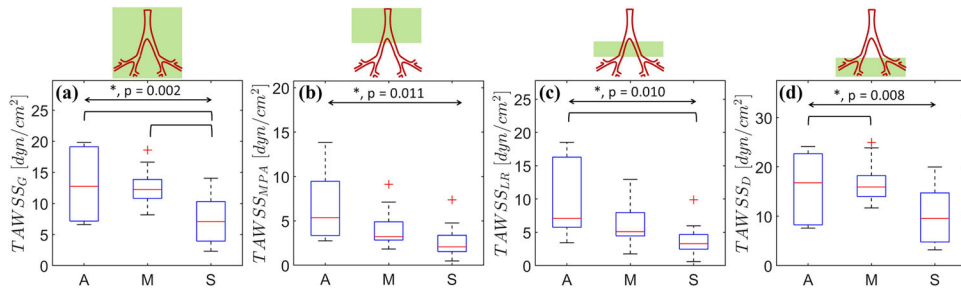 (a)
*, p = 0.002
TAWSS_G [dyn/cm²]
25
20
15
10
5
0
A M S
(b)
*, p = 0.011
TAWSS_MPA [dyn/cm²]
20
15
10
5
0
A M S
(c)
*, p = 0.010
TAWSS_LR [dyn/cm²]
20
15
10
5
0
A M S
(d)
*, p = 0.008
TAWSS_D [dyn/cm²]
30
20
10
0
A M S